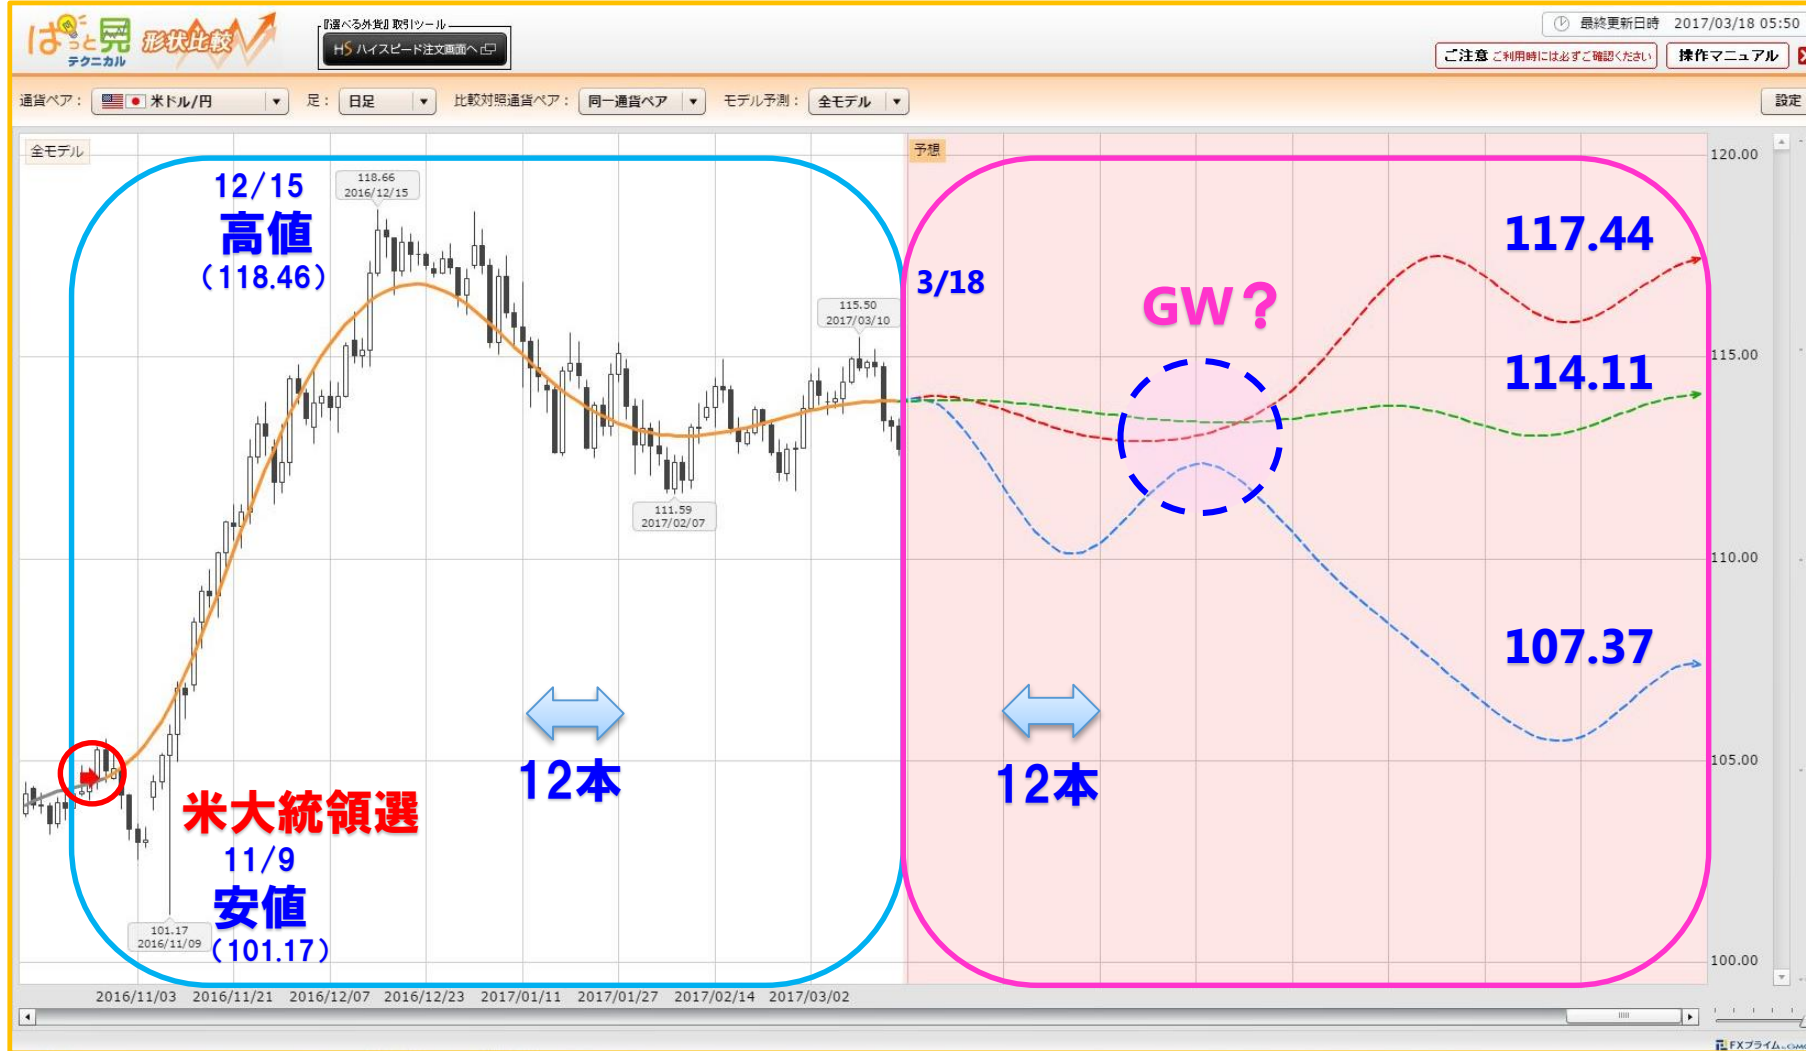 ぱっと見
テクニカル
形状比較
『選べる外貨』取引ツール
HS ハイスピード注文画面へ
最終更新日時 2017/03/18 05:50
ご注意 ご利用時には必ずご確認ください
操作マニュアル
通貨ペア：
米ドル/円
足：
日足
比較対照通貨ペア：
同一通貨ペア
モデル予測：
全モデル
設定
全モデル
予想
12/15
高値
(118.46)
118.66
2016/12/15
115.50
2017/03/10
3/18
GW？
117.44
114.11
107.37
111.59
2017/02/07
12本
12本
米大統領選
11/9
安値
(101.17)
101.17
2016/11/09
120.00
115.00
110.00
105.00
100.00
2016/11/03 2016/11/21 2016/12/07 2016/12/23 2017/01/11 2017/01/27 2017/02/14 2017/03/02
FXプライム